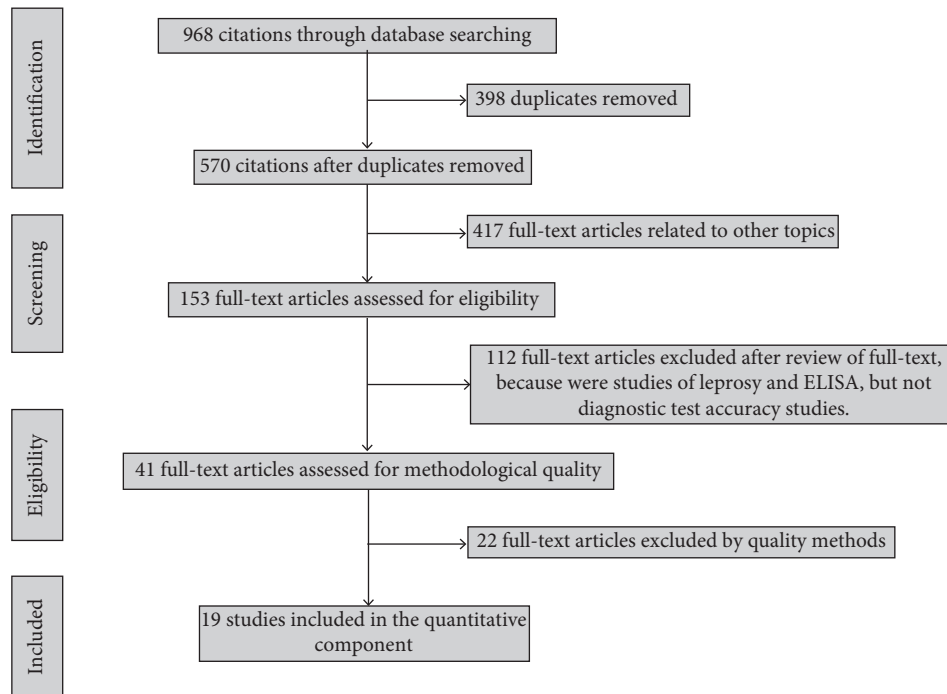 Identification
968 citations through database searching
398 duplicates removed
570 citations after duplicates removed
Screening
417 full-text articles related to other topics
153 full-text articles assessed for eligibility
112 full-text articles excluded after review of full-text,
because were studies of leprosy and ELISA, but not
diagnostic test accuracy studies.
Eligibility
41 full-text articles assessed for methodological quality
22 full-text articles excluded by quality methods
Included
19 studies included in the quantitative
component